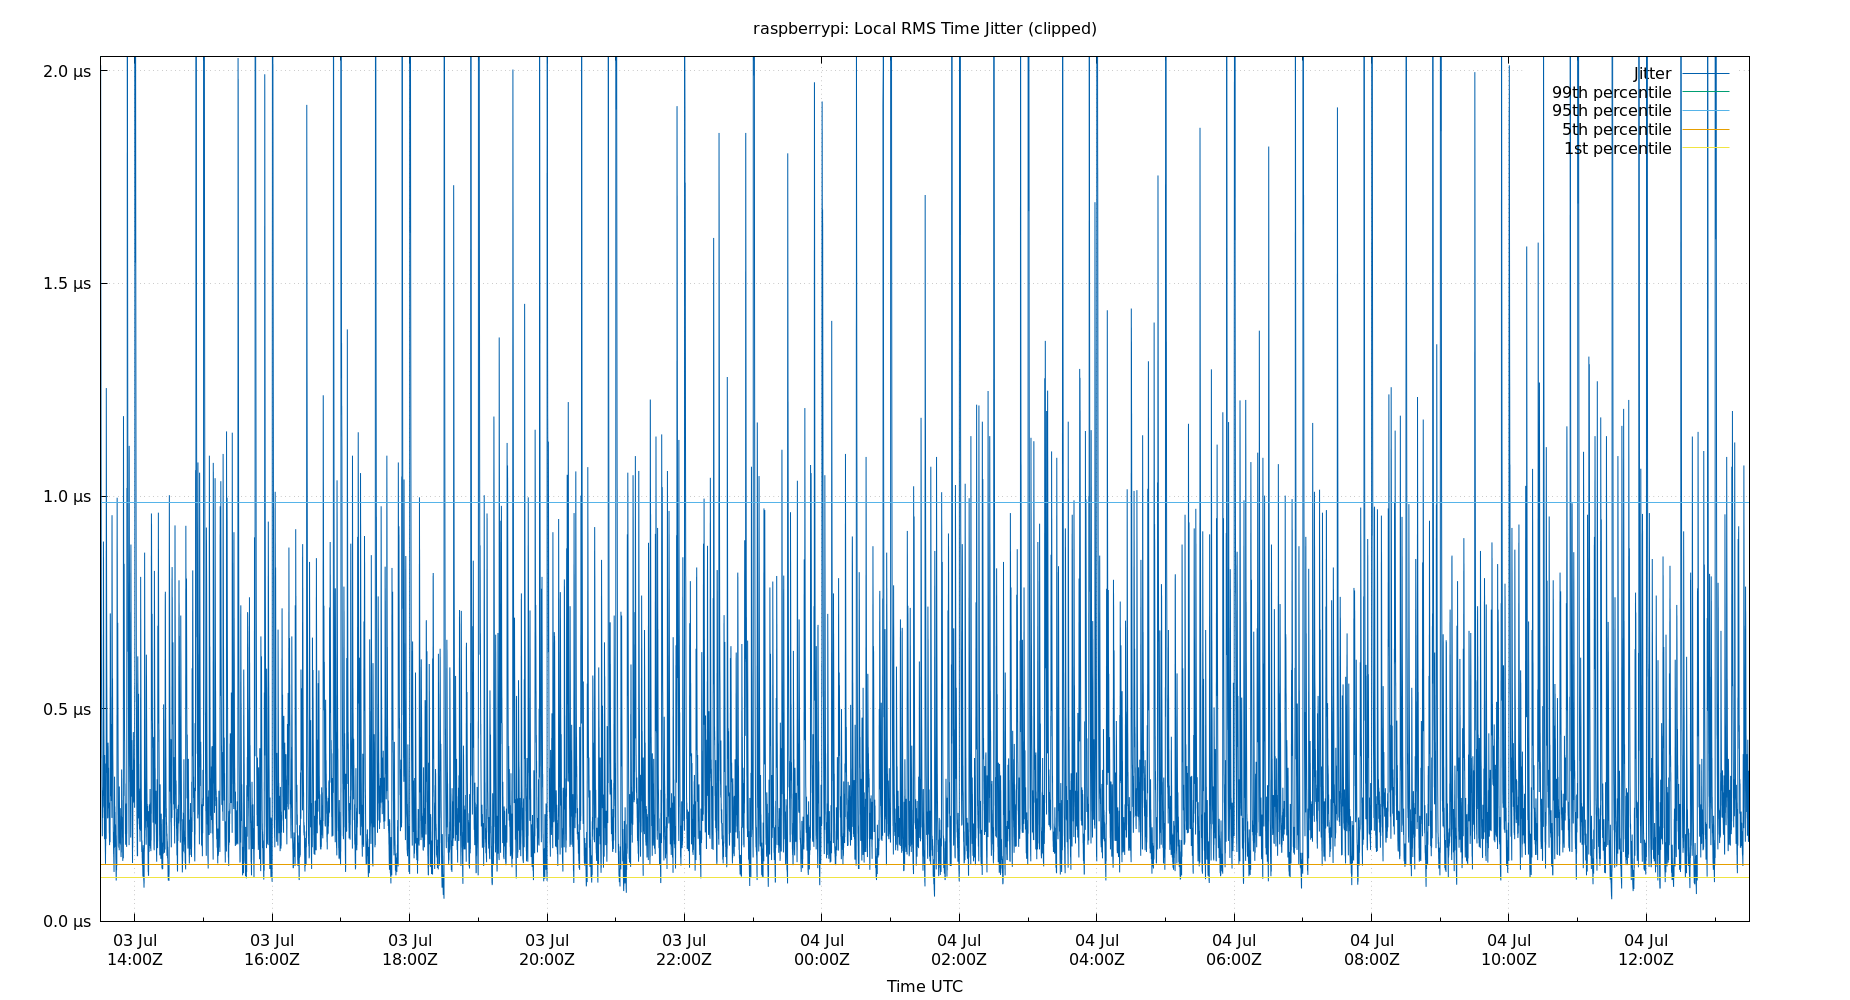 raspberrypi: Local RMS Time Jitter (clipped)
2.0 µs
1.5 µs
1.0 µs
0.5 µs
0.0 µs
Jitter
99th percentile
95th percentile
5th percentile
1st percentile
03 Jul 03 Jul 03 Jul 03 Jul 03 Jul 04 Jul 04 Jul 04 Jul 04 Jul 04 Jul 04 Jul 04 Jul
14:00Z 16:00Z 18:00Z 20:00Z 22:00Z 00:00Z 02:00Z 04:00Z 06:00Z 08:00Z 10:00Z 12:00Z
Time UTC